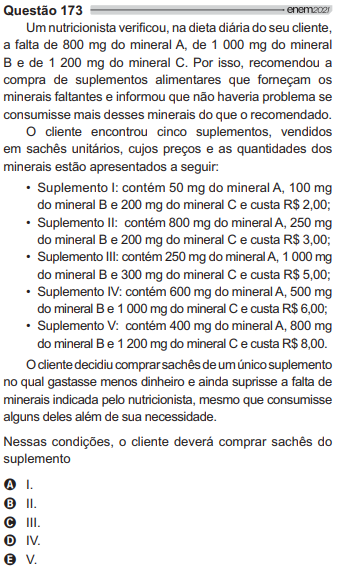 Questão 173 enem2021
Um nutricionista verificou, na dieta diária do seu cliente,
a falta de 800 mg do mineral A, de 1 000 mg do mineral
B e de 1 200 mg do mineral C. Por isso, recomendou a
compra de suplementos alimentares que forneçam os
minerais faltantes e informou que não haveria problema se
consumisse mais desses minerais do que o recomendado.
O cliente encontrou cinco suplementos, vendidos
em sachês unitários, cujos preços e as quantidades dos
minerais estão apresentados a seguir:
• Suplemento I: contém 50 mg do mineral A, 100 mg
do mineral B e 200 mg do mineral C e custa R$ 2,00;
• Suplemento II: contém 800 mg do mineral A, 250 mg
do mineral B e 200 mg do mineral C e custa R$ 3,00;
• Suplemento III: contém 250 mg do mineral A, 1 000 mg
do mineral B e 300 mg do mineral C e custa R$ 5,00;
• Suplemento IV: contém 600 mg do mineral A, 500 mg
do mineral B e 1 000 mg do mineral C e custa R$ 6,00;
• Suplemento V: contém 400 mg do mineral A, 800 mg
do mineral B e 1 200 mg do mineral C e custa R$ 8,00.
O cliente decidiu comprar sachês de um único suplemento
no qual gastasse menos dinheiro e ainda suprisse a falta de
minerais indicada pelo nutricionista, mesmo que consumisse
alguns deles além de sua necessidade.
Nessas condições, o cliente deverá comprar sachês do
suplemento
A I.
B II.
C III.
D IV.
E V.